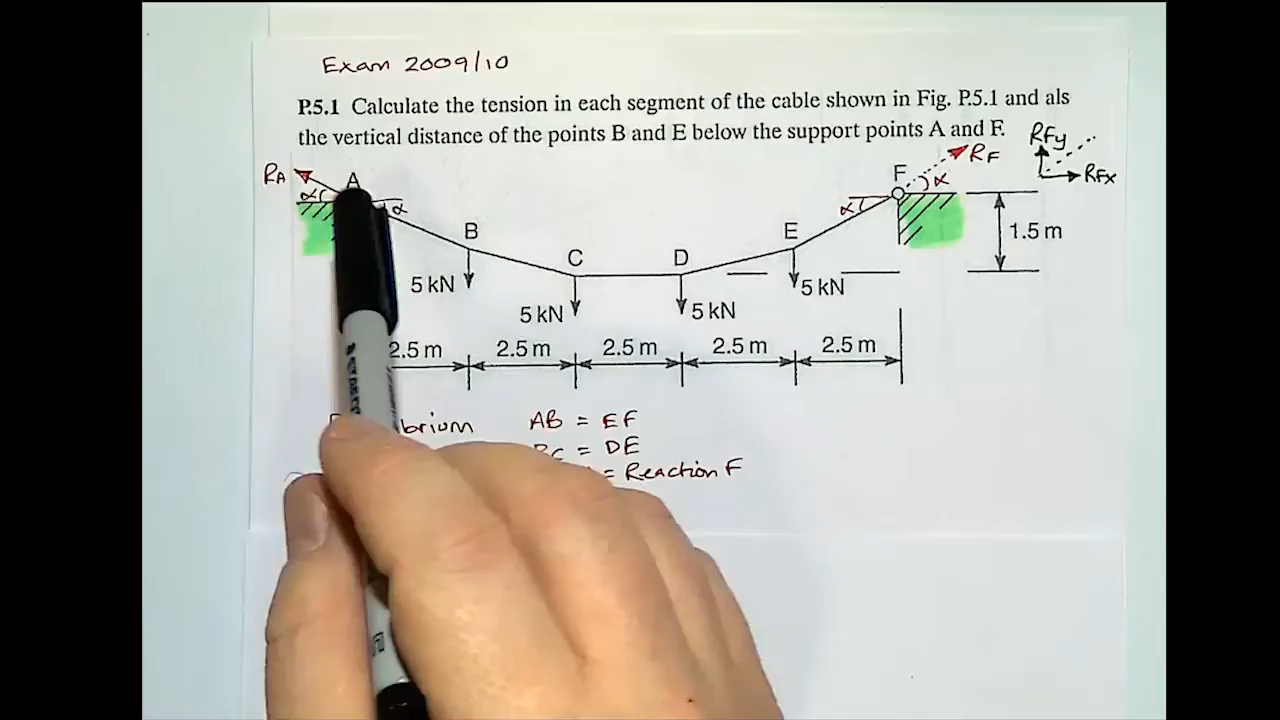 Exam 2009/10
P.5.1 Calculate the tension in each segment of the cable shown in Fig. P.5.1 and als
the vertical distance of the points B and E below the support points A and F.
RFy
RA α A α
α F α RF RFx
B E 1.5 m
C D
5 kN 5 kN
5 kN 5 kN
2.5 m 2.5 m 2.5 m 2.5 m 2.5 m
AB = EF
= DE
= Reaction F